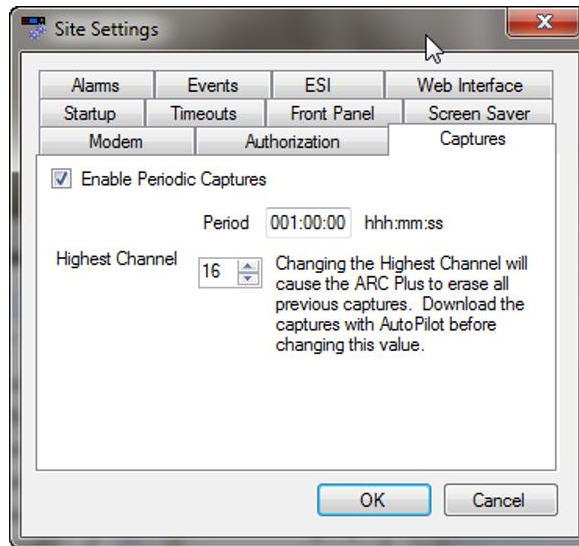 Site Settings
Alarms Events ESI Web Interface
Startup Timeouts Front Panel Screen Saver
Modem Authorization Captures
Enable Periodic Captures
Period 001:00:00 hhh:mm:ss
Highest Channel 16
Changing the Highest Channel will
cause the ARC Plus to erase all
previous captures. Download the
captures with AutoPilot before
changing this value.
OK Cancel